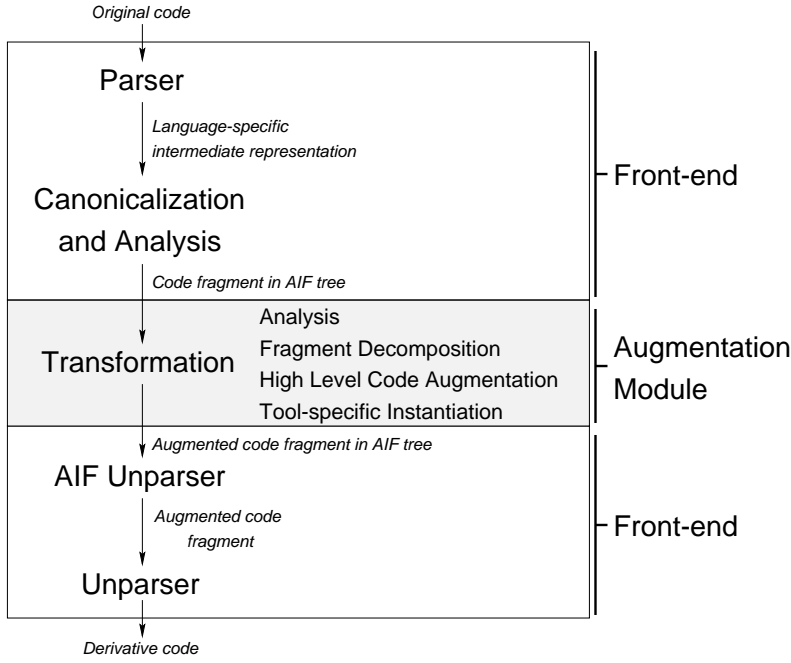 Original code
Parser
Language-specific
intermediate representation
Front-end
Canonicalization
and Analysis
Code fragment in AIF tree
Transformation
Analysis
Fragment Decomposition
High Level Code Augmentation
Tool-specific Instantiation
Augmentation
Module
Augmented code fragment in AIF tree
AIF Unparser
Augmented code
fragment
Front-end
Unparser
Derivative code